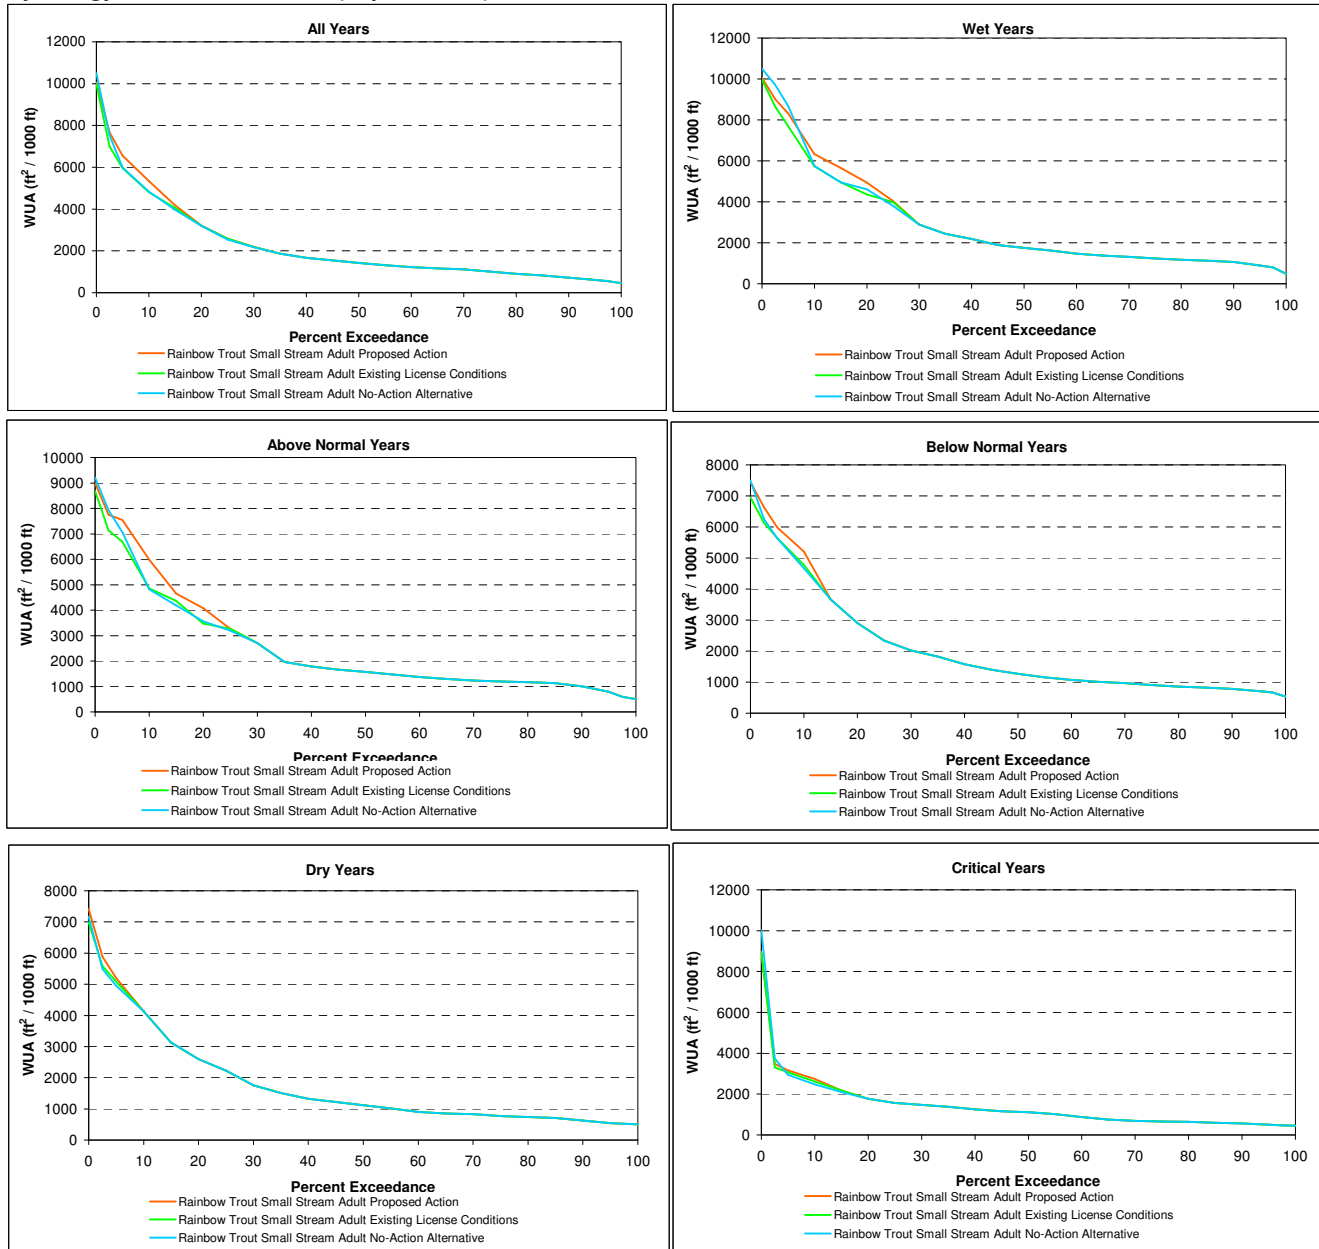 All Years
12000
10000
8000
6000
4000
2000
0
WUA (ft² / 1000 ft)
0 10 20 30 40 50 60 70 80 90 100
Percent Exceedance
Rainbow Trout Small Stream Adult Proposed Action
Rainbow Trout Small Stream Adult Existing License Conditions
Rainbow Trout Small Stream Adult No-Action Alternative
Wet Years
12000
10000
8000
6000
4000
2000
0
WUA (ft² / 1000 ft)
0 10 20 30 40 50 60 70 80 90 100
Percent Exceedance
Rainbow Trout Small Stream Adult Proposed Action
Rainbow Trout Small Stream Adult Existing License Conditions
Rainbow Trout Small Stream Adult No-Action Alternative
Above Normal Years
10000
9000
8000
7000
6000
5000
4000
3000
2000
1000
0
WUA (ft² / 1000 ft)
0 10 20 30 40 50 60 70 80 90 100
Percent Exceedance
Rainbow Trout Small Stream Adult Proposed Action
Rainbow Trout Small Stream Adult Existing License Conditions
Rainbow Trout Small Stream Adult No-Action Alternative
Below Normal Years
8000
7000
6000
5000
4000
3000
2000
1000
0
WUA (ft² / 1000 ft)
0 10 20 30 40 50 60 70 80 90 100
Percent Exceedance
Rainbow Trout Small Stream Adult Proposed Action
Rainbow Trout Small Stream Adult Existing License Conditions
Rainbow Trout Small Stream Adult No-Action Alternative
Dry Years
8000
7000
6000
5000
4000
3000
2000
1000
0
WUA (ft² / 1000 ft)
0 10 20 30 40 50 60 70 80 90 100
Percent Exceedance
Rainbow Trout Small Stream Adult Proposed Action
Rainbow Trout Small Stream Adult Existing License Conditions
Rainbow Trout Small Stream Adult No-Action Alternative
Critical Years
12000
10000
8000
6000
4000
2000
0
WUA (ft² / 1000 ft)
0 10 20 30 40 50 60 70 80 90 100
Percent Exceedance
Rainbow Trout Small Stream Adult Proposed Action
Rainbow Trout Small Stream Adult Existing License Conditions
Rainbow Trout Small Stream Adult No-Action Alternative